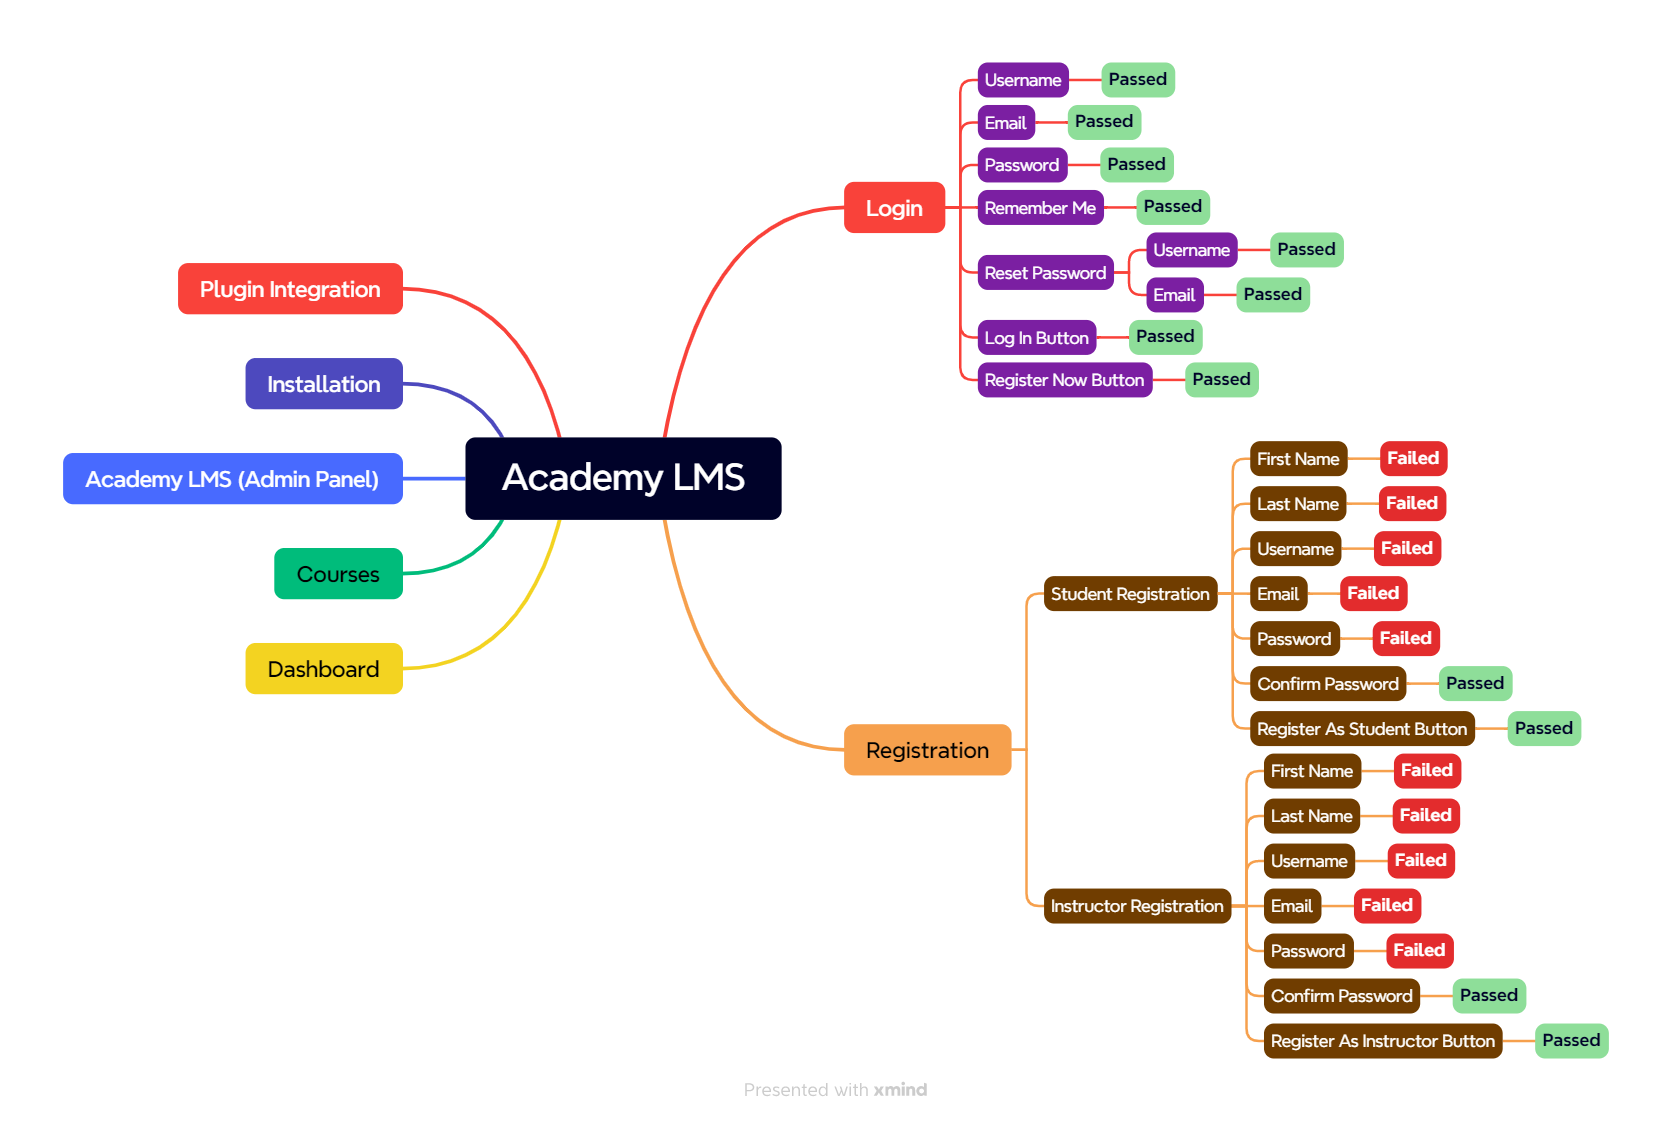 Academy LMS
Login
Username
Passed
Email
Passed
Password
Passed
Remember Me
Passed
Reset Password
Username
Passed
Email
Passed
Log In Button
Passed
Register Now Button
Passed
Registration
Student Registration
First Name
Failed
Last Name
Failed
Username
Failed
Email
Failed
Password
Failed
Confirm Password
Passed
Register As Student Button
Passed
Instructor Registration
First Name
Failed
Last Name
Failed
Username
Failed
Email
Failed
Password
Failed
Confirm Password
Passed
Register As Instructor Button
Passed
Plugin Integration
Installation
Academy LMS (Admin Panel)
Courses
Dashboard
Presented with xmind